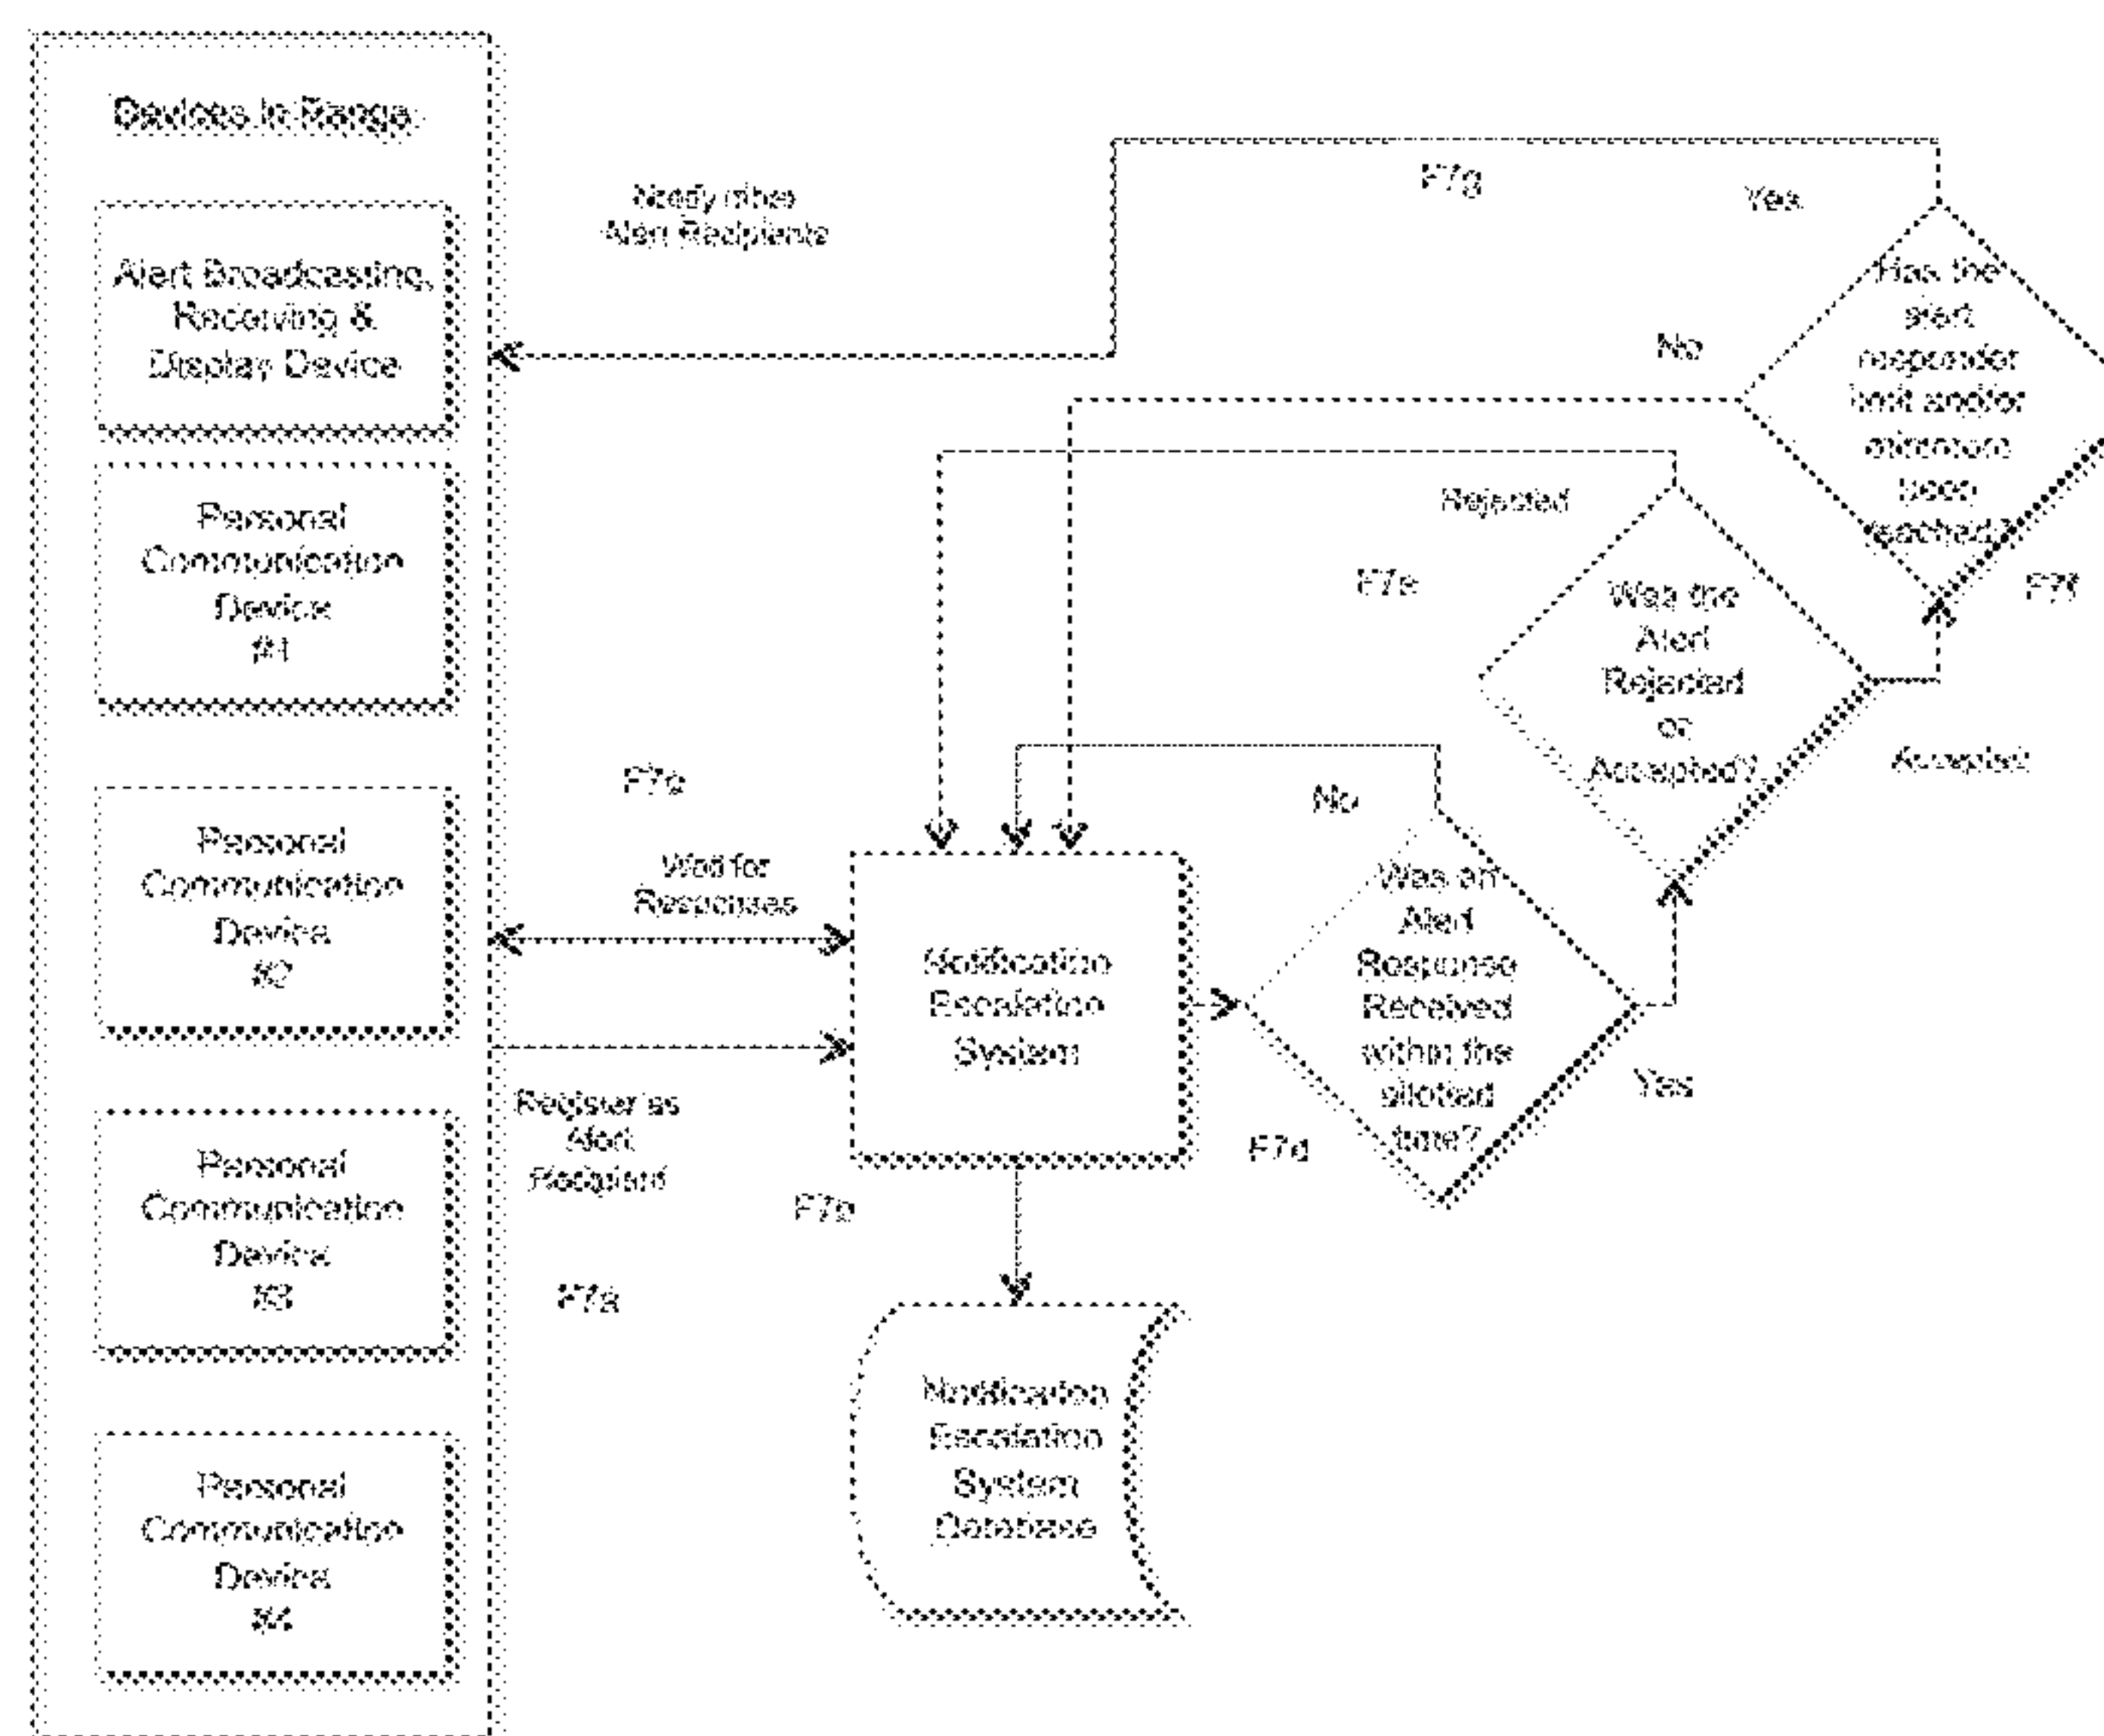 Devices In Range
Alert Broadcasting,
Receiving &
Display Device
Personal
Communication
Device
#1
Personal
Communication
Device
#2
Personal
Communication
Device
#3
Personal
Communication
Device
#4
Notify other
Alert Recipients
F7g
Yes
Has the
alert
responder
limit and/or
minimum
been
reached?
No
F7f
Rejected
F7e
Was the
Alert
Rejected
or
Accepted?
Accepted
F7c
Wait for
Responses
No
Was an
Alert
Response
Received
within the
allotted
time?
Yes
F7d
Notification
Escalation
System
Register as
Alert
Recipient
F7b
F7a
Notification
Escalation
System
Database